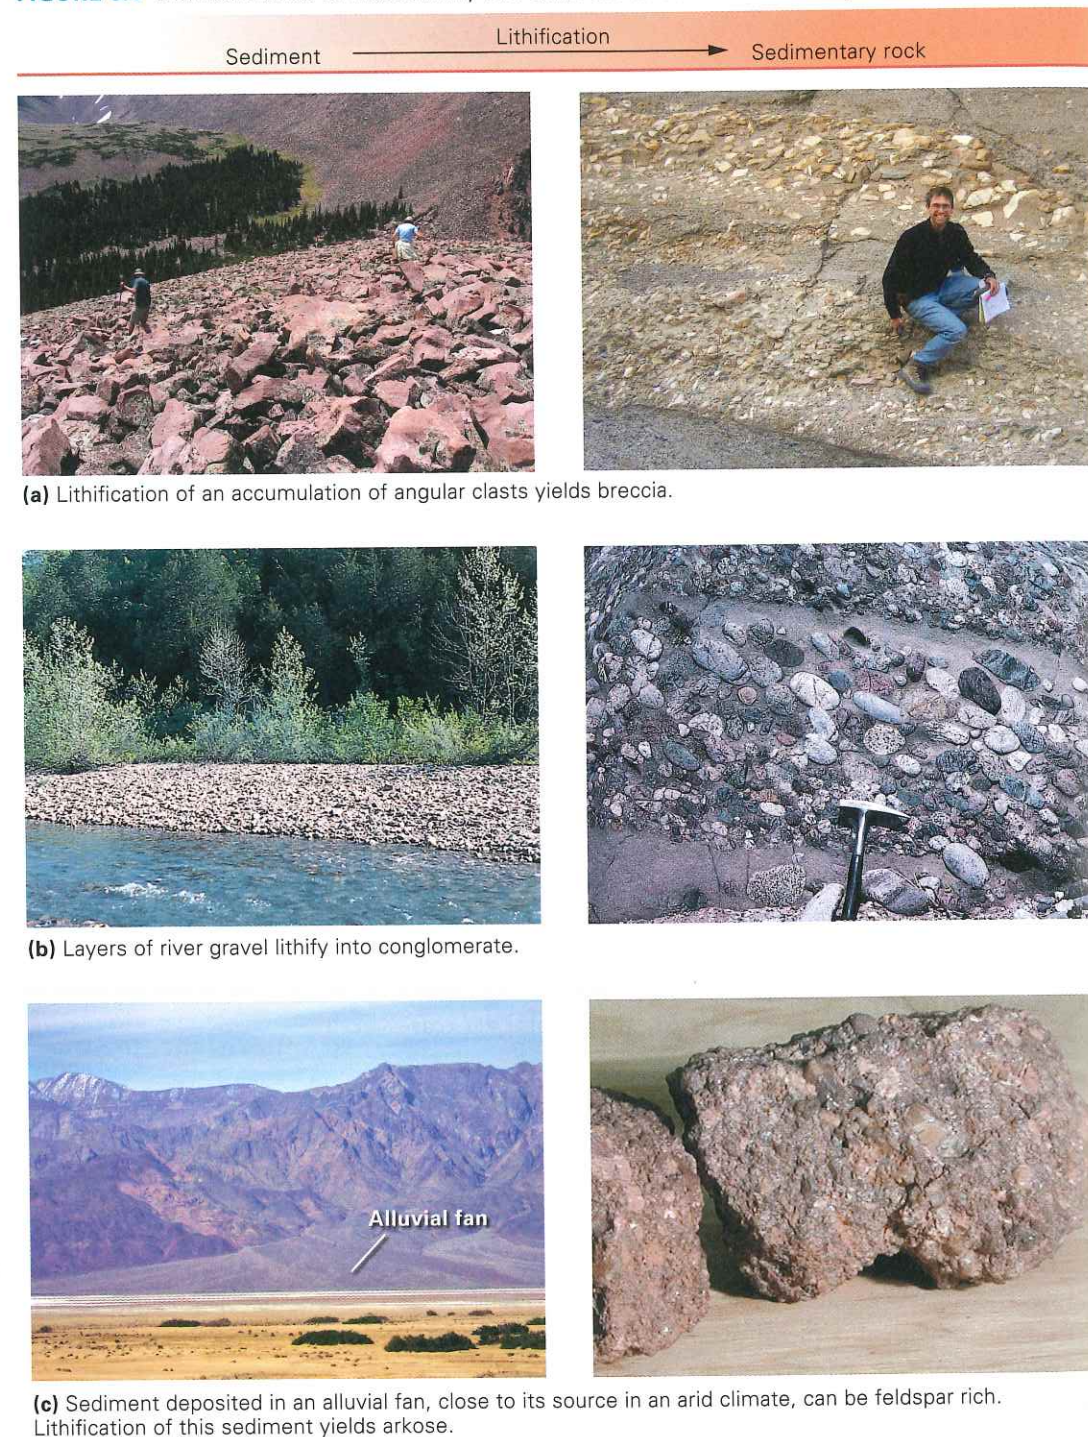 Lithification
Sediment
Sedimentary rock
(a) Lithification of an accumulation of angular clasts yields breccia.
(b) Layers of river gravel lithify into conglomerate.
Alluvial fan
(c) Sediment deposited in an alluvial fan, close to its source in an arid climate, can be feldspar rich.
Lithification of this sediment yields arkose.